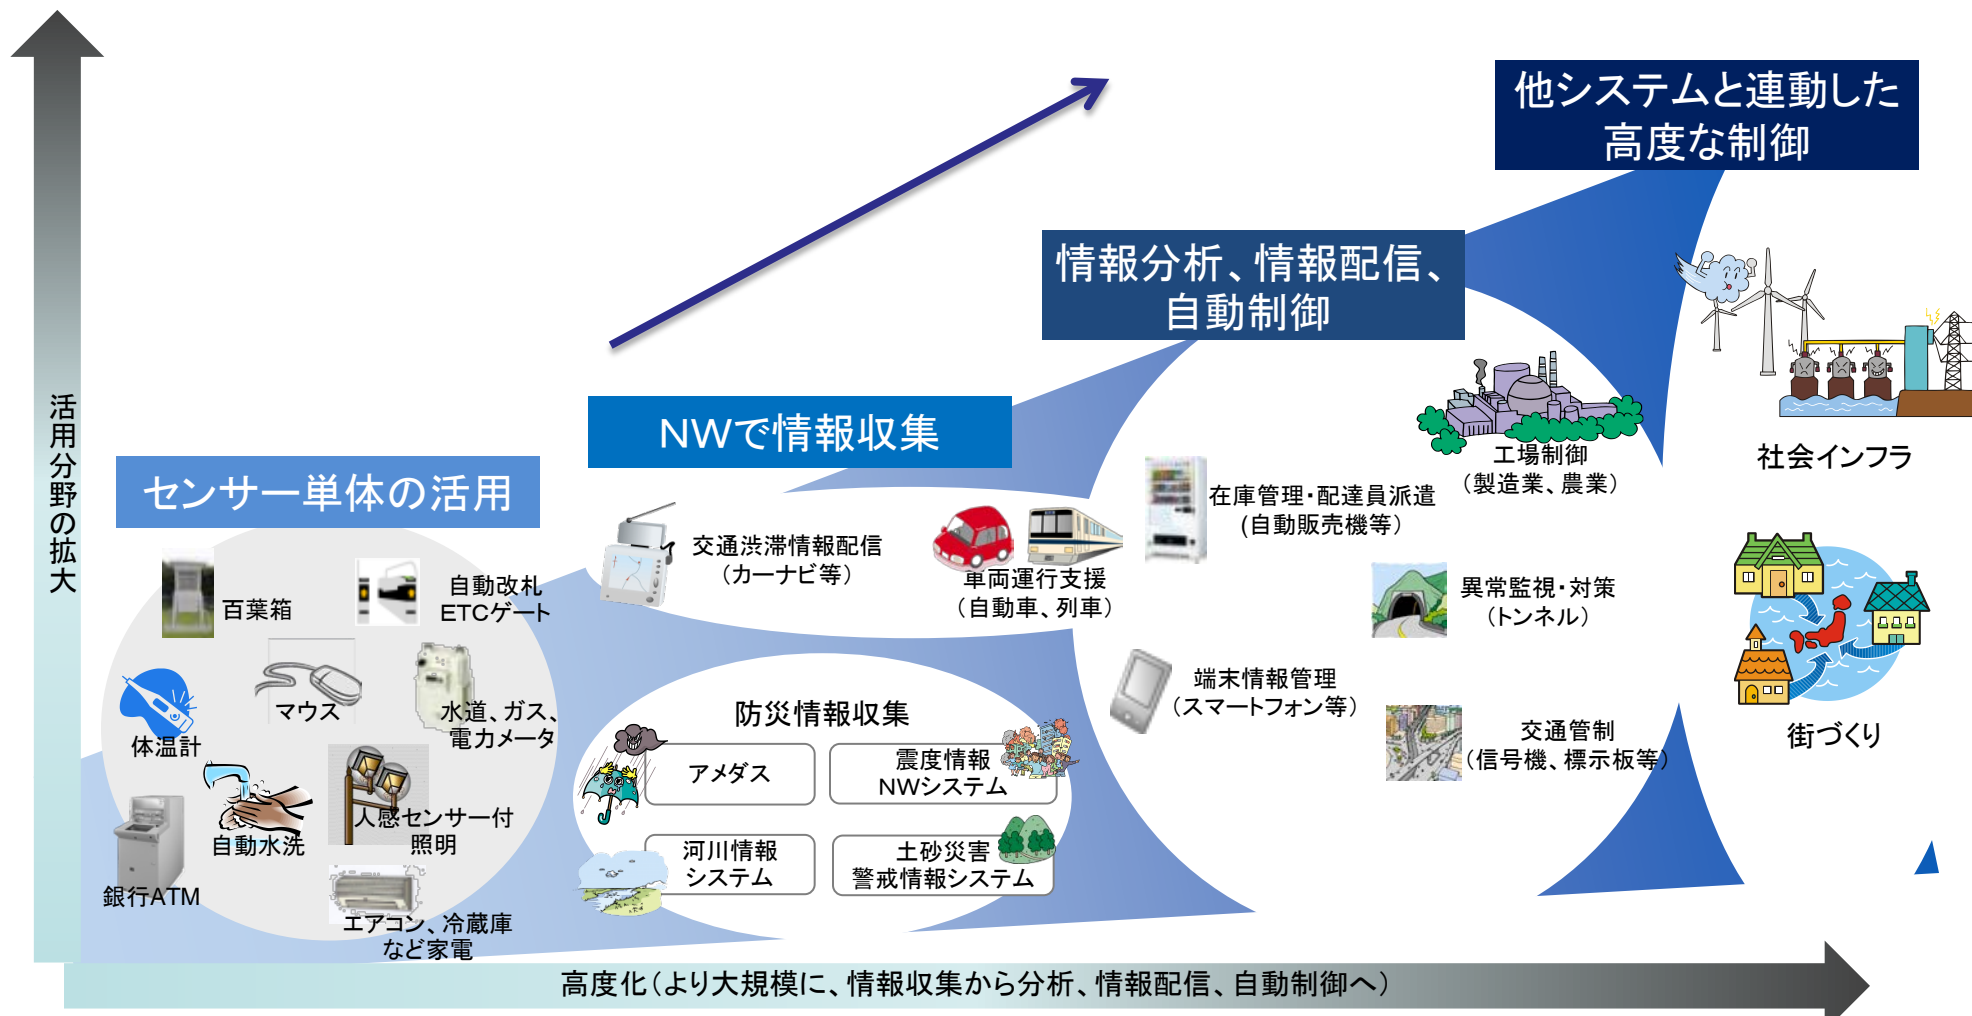 他システムと連動した
高度な制御
情報分析、情報配信、
自動制御
NWで情報収集
センサー単体の活用
活用分野の拡大
百葉箱
自動改札
ETCゲート
マウス
水道、ガス、
電力メータ
体温計
自動水洗
人感センサー付
照明
銀行ATM
エアコン、冷蔵庫
など家電
交通渋滞情報配信
（カーナビ等）
車両運行支援
（自動車、列車）
防災情報収集
アメダス
震度情報
NWシステム
河川情報
システム
土砂災害
警戒情報システム
在庫管理・配達員派遣
(自動販売機等）
工場制御
（製造業、農業）
異常監視・対策
（トンネル）
端末情報管理
（スマートフォン等）
交通管制
（信号機、標示板等）
社会インフラ
街づくり
高度化（より大規模に、情報収集から分析、情報配信、自動制御へ）